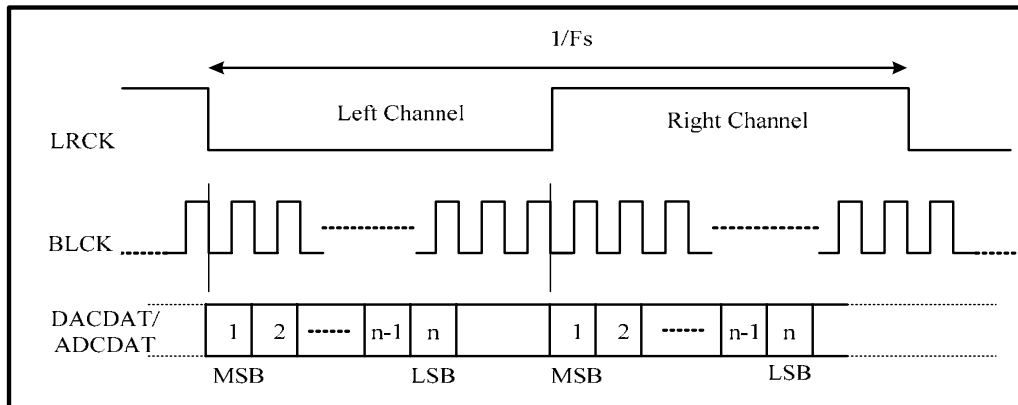 1/Fs
Left Channel
Right Channel
LRCK
BLCK
DACDAT/
ADCDAT
1 2 n-1 n 1 2 n-1 n
MSB LSB MSB LSB